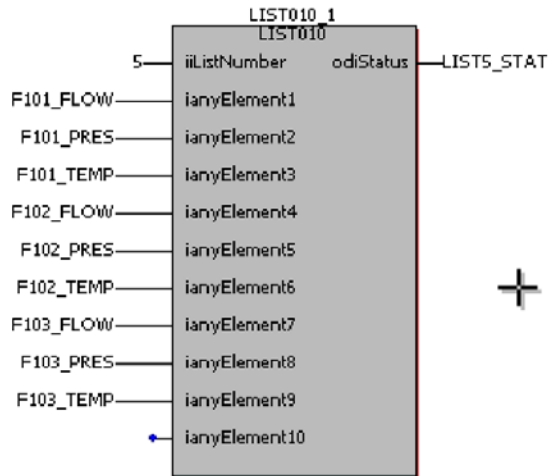 LIST010_1
LIST010
5 iiListNumber odiStatus LIST5_STAT
F101_FLOW ianyElement1
F101_PRES ianyElement2
F101_TEMP ianyElement3
F102_FLOW ianyElement4
F102_PRES ianyElement5
F102_TEMP ianyElement6
F103_FLOW ianyElement7
F103_PRES ianyElement8
F103_TEMP ianyElement9
ianyElement10